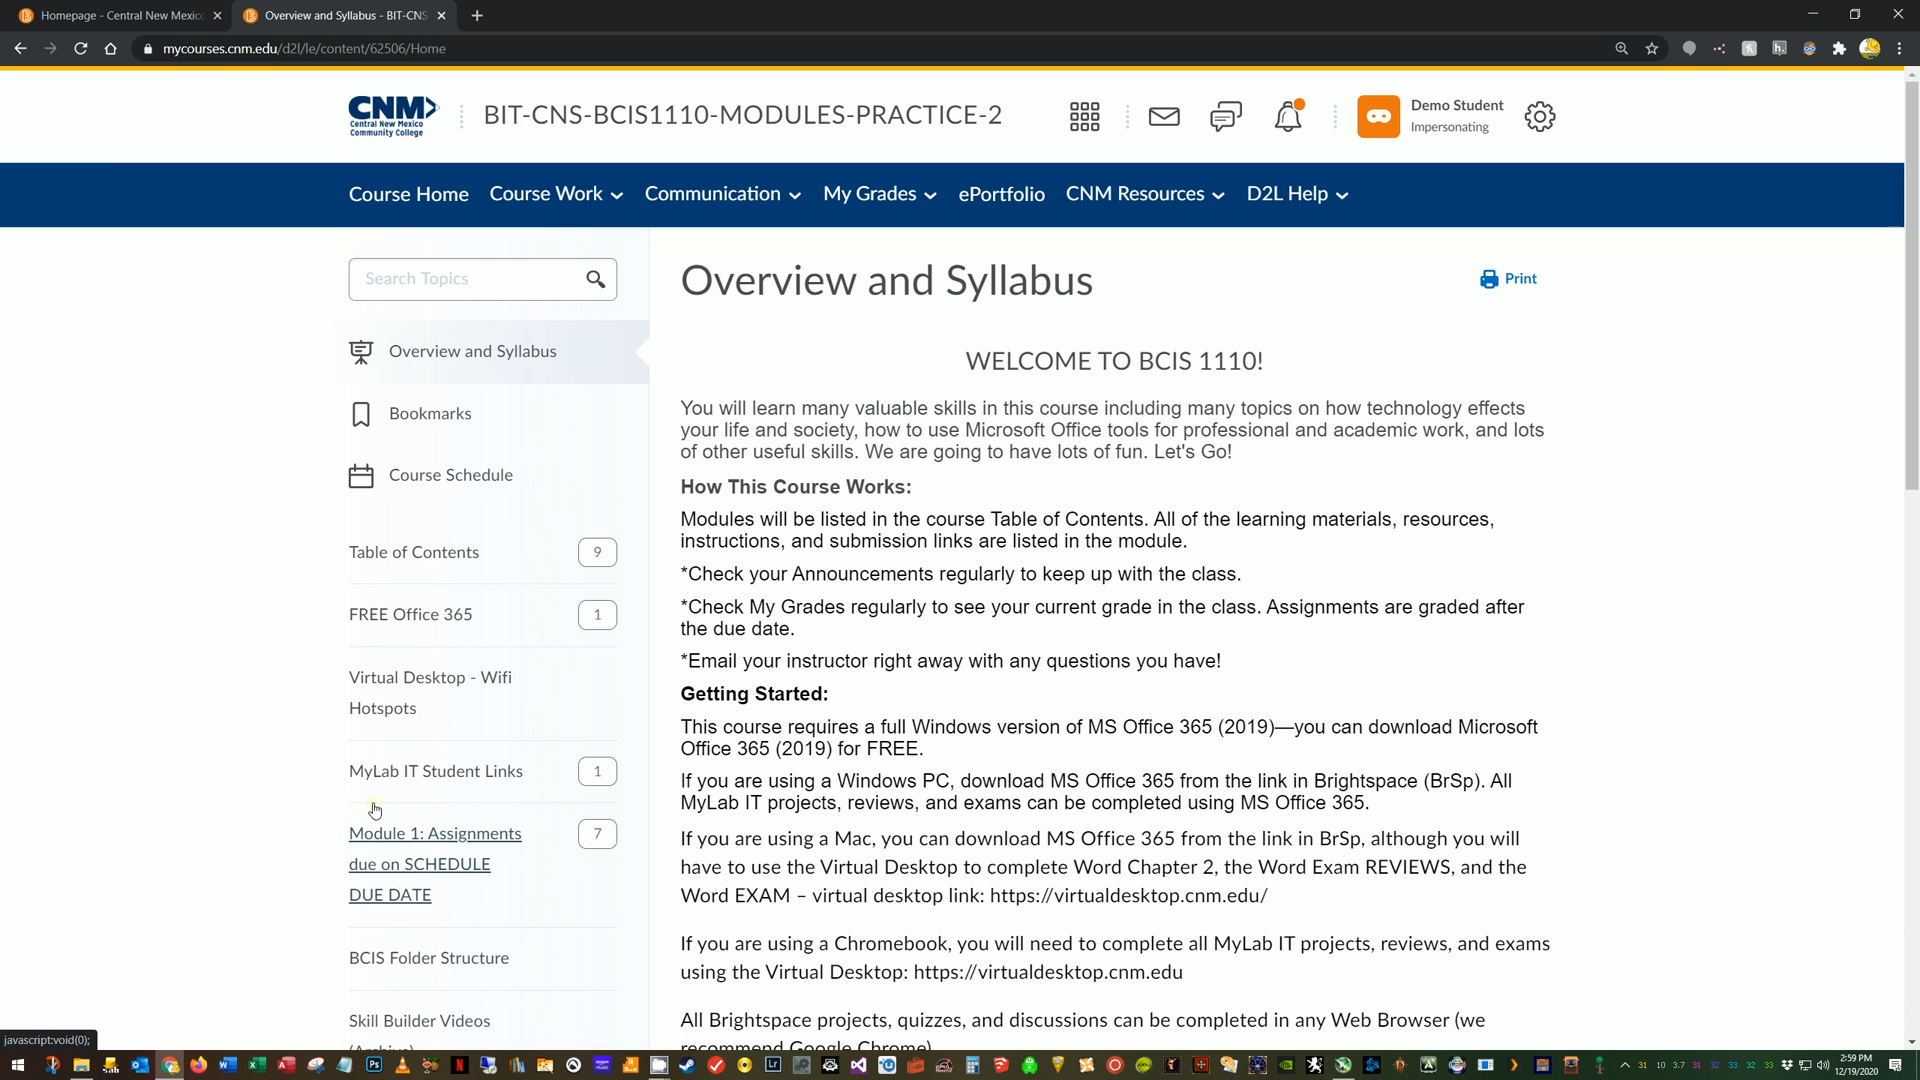 Homepage - Central New Mexic
Overview and Syllabus - BIT-CNS
mycourses.cnm.edu/d2l/le/content/62506/Home
CNM
Central New Mexico
Community College
BIT-CNS-BCIS1110-MODULES-PRACTICE-2
Demo Student
Impersonating
Course Home
Course Work
Communication
My Grades
ePortfolio
CNM Resources
D2L Help
Search Topics
Overview and Syllabus
Bookmarks
Course Schedule
Table of Contents 9
FREE Office 365 1
Virtual Desktop - Wifi
Hotspots
MyLab IT Student Links 1
Module 1: Assignments 7
due on SCHEDULE
DUE DATE
BCIS Folder Structure
Skill Builder Videos
(Archive)
Overview and Syllabus
Print
WELCOME TO BCIS 1110!
You will learn many valuable skills in this course including many topics on how technology effects
your life and society, how to use Microsoft Office tools for professional and academic work, and lots
of other useful skills. We are going to have lots of fun. Let's Go!
How This Course Works:
Modules will be listed in the course Table of Contents. All of the learning materials, resources,
instructions, and submission links are listed in the module.
*Check your Announcements regularly to keep up with the class.
*Check My Grades regularly to see your current grade in the class. Assignments are graded after
the due date.
*Email your instructor right away with any questions you have!
Getting Started:
This course requires a full Windows version of MS Office 365 (2019)—you can download Microsoft
Office 365 (2019) for FREE.
If you are using a Windows PC, download MS Office 365 from the link in Brightspace (BrSp). All
MyLab IT projects, reviews, and exams can be completed using MS Office 365.
If you are using a Mac, you can download MS Office 365 from the link in BrSp, although you will
have to use the Virtual Desktop to complete Word Chapter 2, the Word Exam REVIEWS, and the
Word EXAM – virtual desktop link: https://virtualdesktop.cnm.edu/
If you are using a Chromebook, you will need to complete all MyLab IT projects, reviews, and exams
using the Virtual Desktop: https://virtualdesktop.cnm.edu
All Brightspace projects, quizzes, and discussions can be completed in any Web Browser (we
recommend Google Chrome)
javascript:void(0);
31 10 3.7 31 32 33 32 33
2:59 PM
12/19/2020